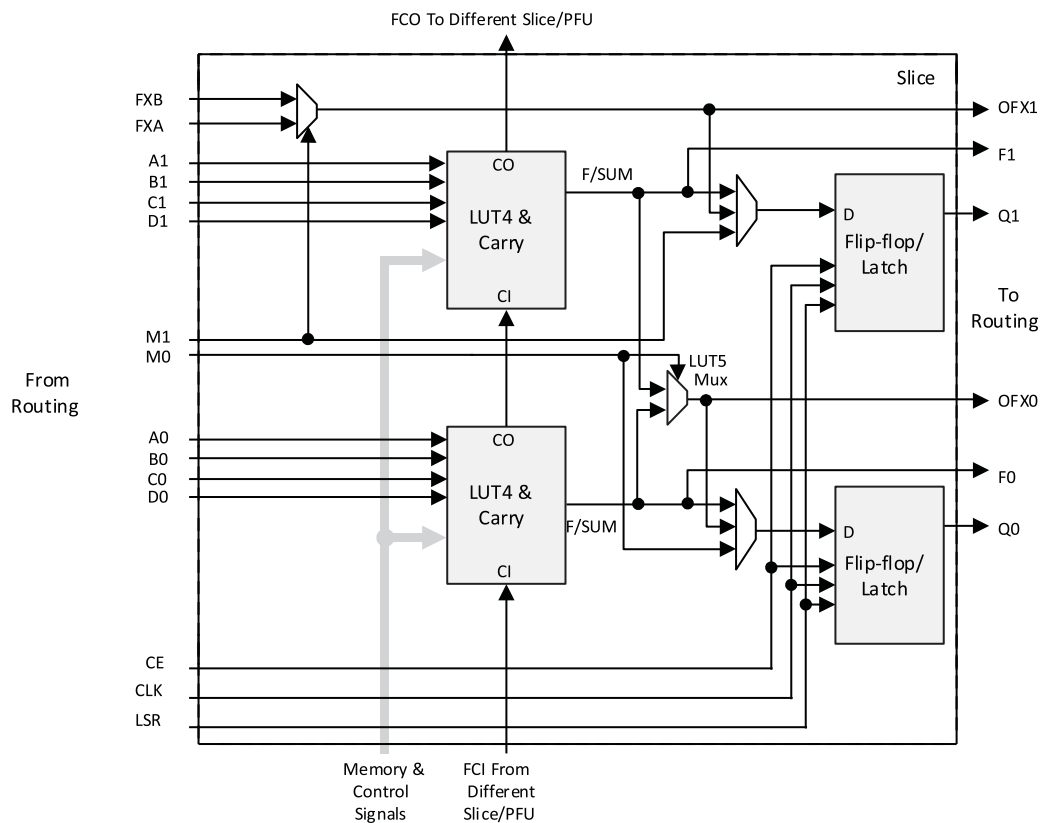 FCO To Different Slice/PFU
Slice
FXB
FXA
OFX1
F1
A1
B1
C1
D1
CO
LUT4 &
Carry
CI
F/SUM
D
Flip-flop/
Latch
Q1
To
Routing
M1
M0
LUT5
Mux
From
Routing
OFX0
A0
B0
C0
D0
CO
LUT4 &
Carry
CI
F/SUM
F0
D
Flip-flop/
Latch
Q0
CE
CLK
LSR
Memory &
Control
Signals
FCI From
Different
Slice/PFU